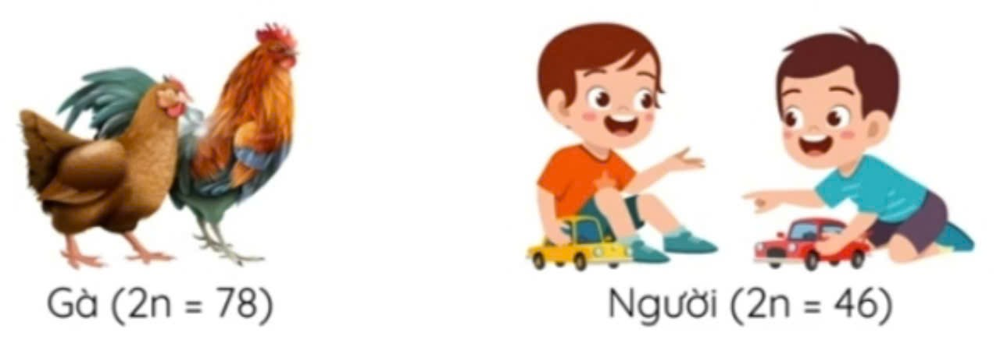 Gà (2n = 78)
Người (2n = 46)